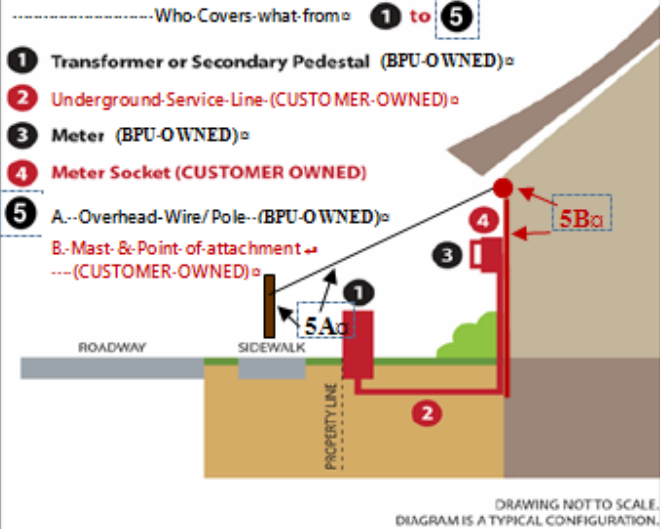 --------------------Who·Covers·what·from¤ 1 to 5
1 Transformer or Secondary Pedestal (BPU-OWNED)¤
2 Underground·Service·Line·(CUSTOMER·OWNED)¤
3 Meter (BPU-OWNED)¤
4 Meter Socket (CUSTOMER OWNED)
5 A.··Overhead·Wire/Pole··(BPU-OWNED)¤
B.·Mast·&·Point·of·attachment ↵
----(CUSTOMER·OWNED)¤
4
5B¤
3
1
5A¤
ROADWAY
SIDEWALK
PROPERTY LINE
2
DRAWING NOT TO SCALE.
DIAGRAM IS A TYPICAL CONFIGURATION.